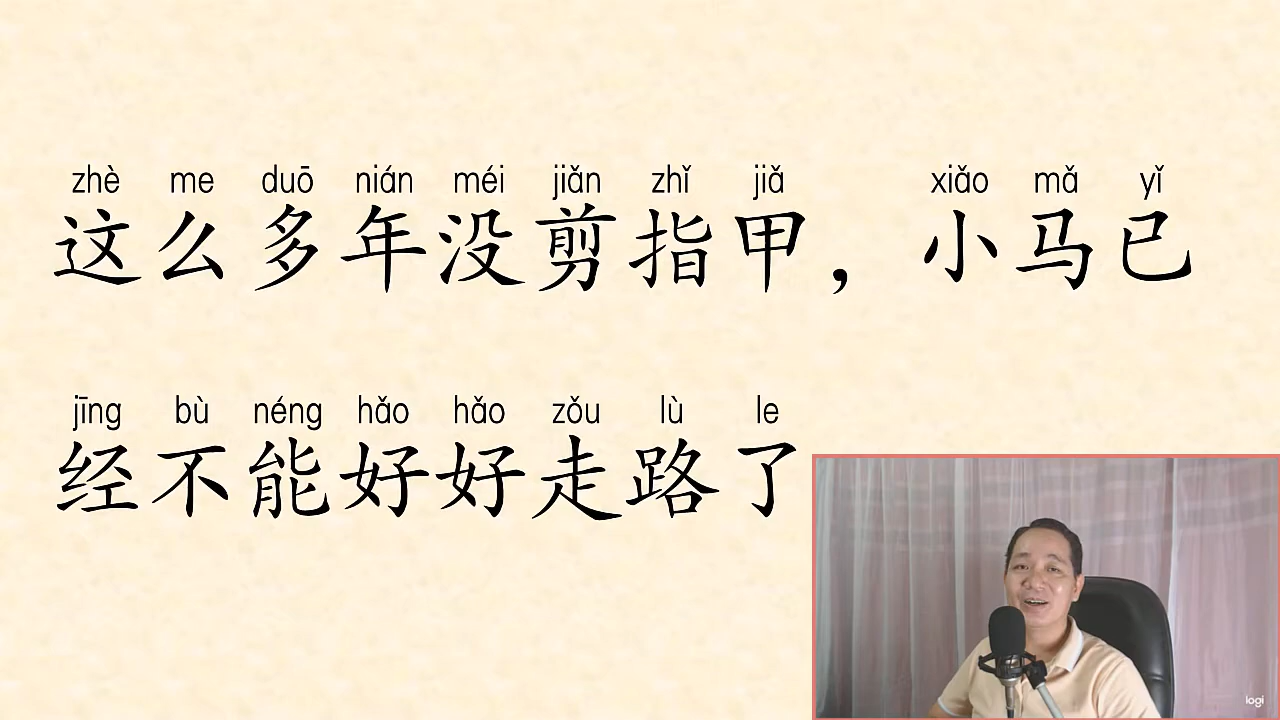 zhè me duō nián méi jiǎn zhǐ jiǎ xiǎo mǎ yǐ
这么多年没剪指甲，小马已
jīng bù néng hǎo hǎo zǒu lù le
经不能好好走路了
logi